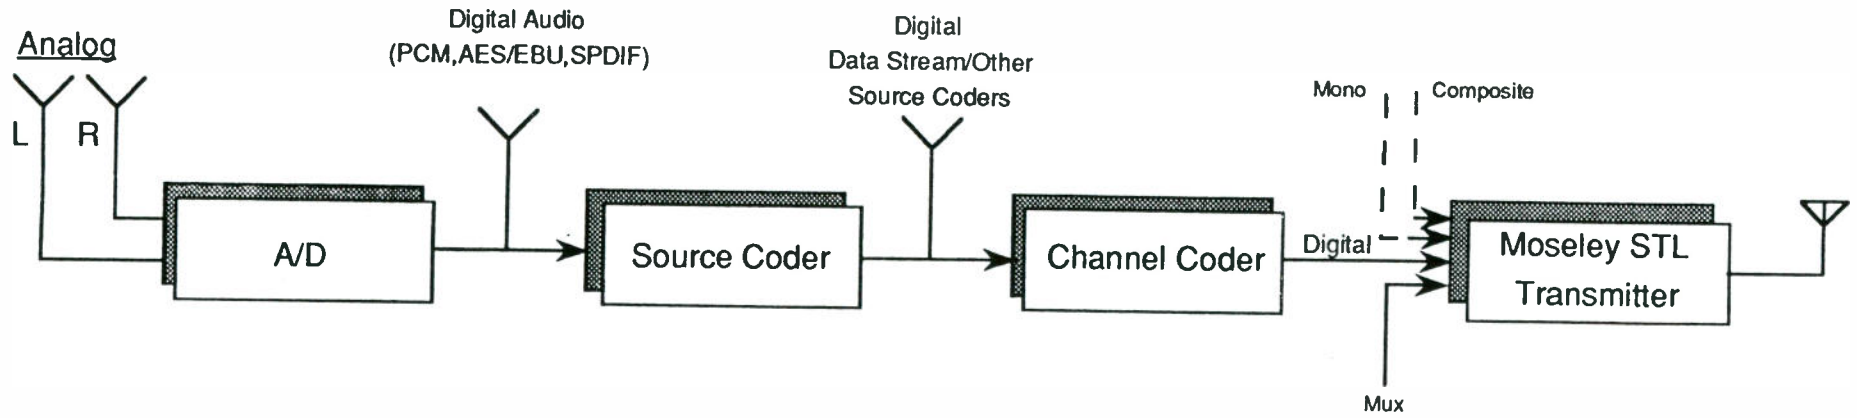 Analog
L
R
Digital Audio
(PCM,AES/EBU,SPDIF)
Digital
Data Stream/Other
Source Coders
Mono
Composite
A/D
Source Coder
Channel Coder
Digital
Moseley STL
Transmitter
Mux